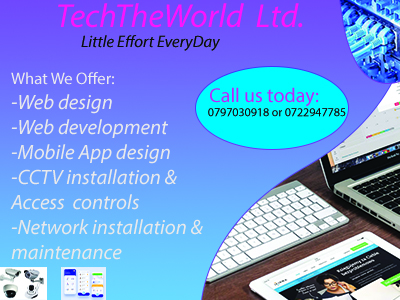 TechTheWorld Ltd.
Little Effort EveryDay
What We Offer:
-Web design
-Web development
-Mobile App design
-CCTV installation &
Access controls
-Network installation &
maintenance
Call us today:
0797030918 or 0722947785